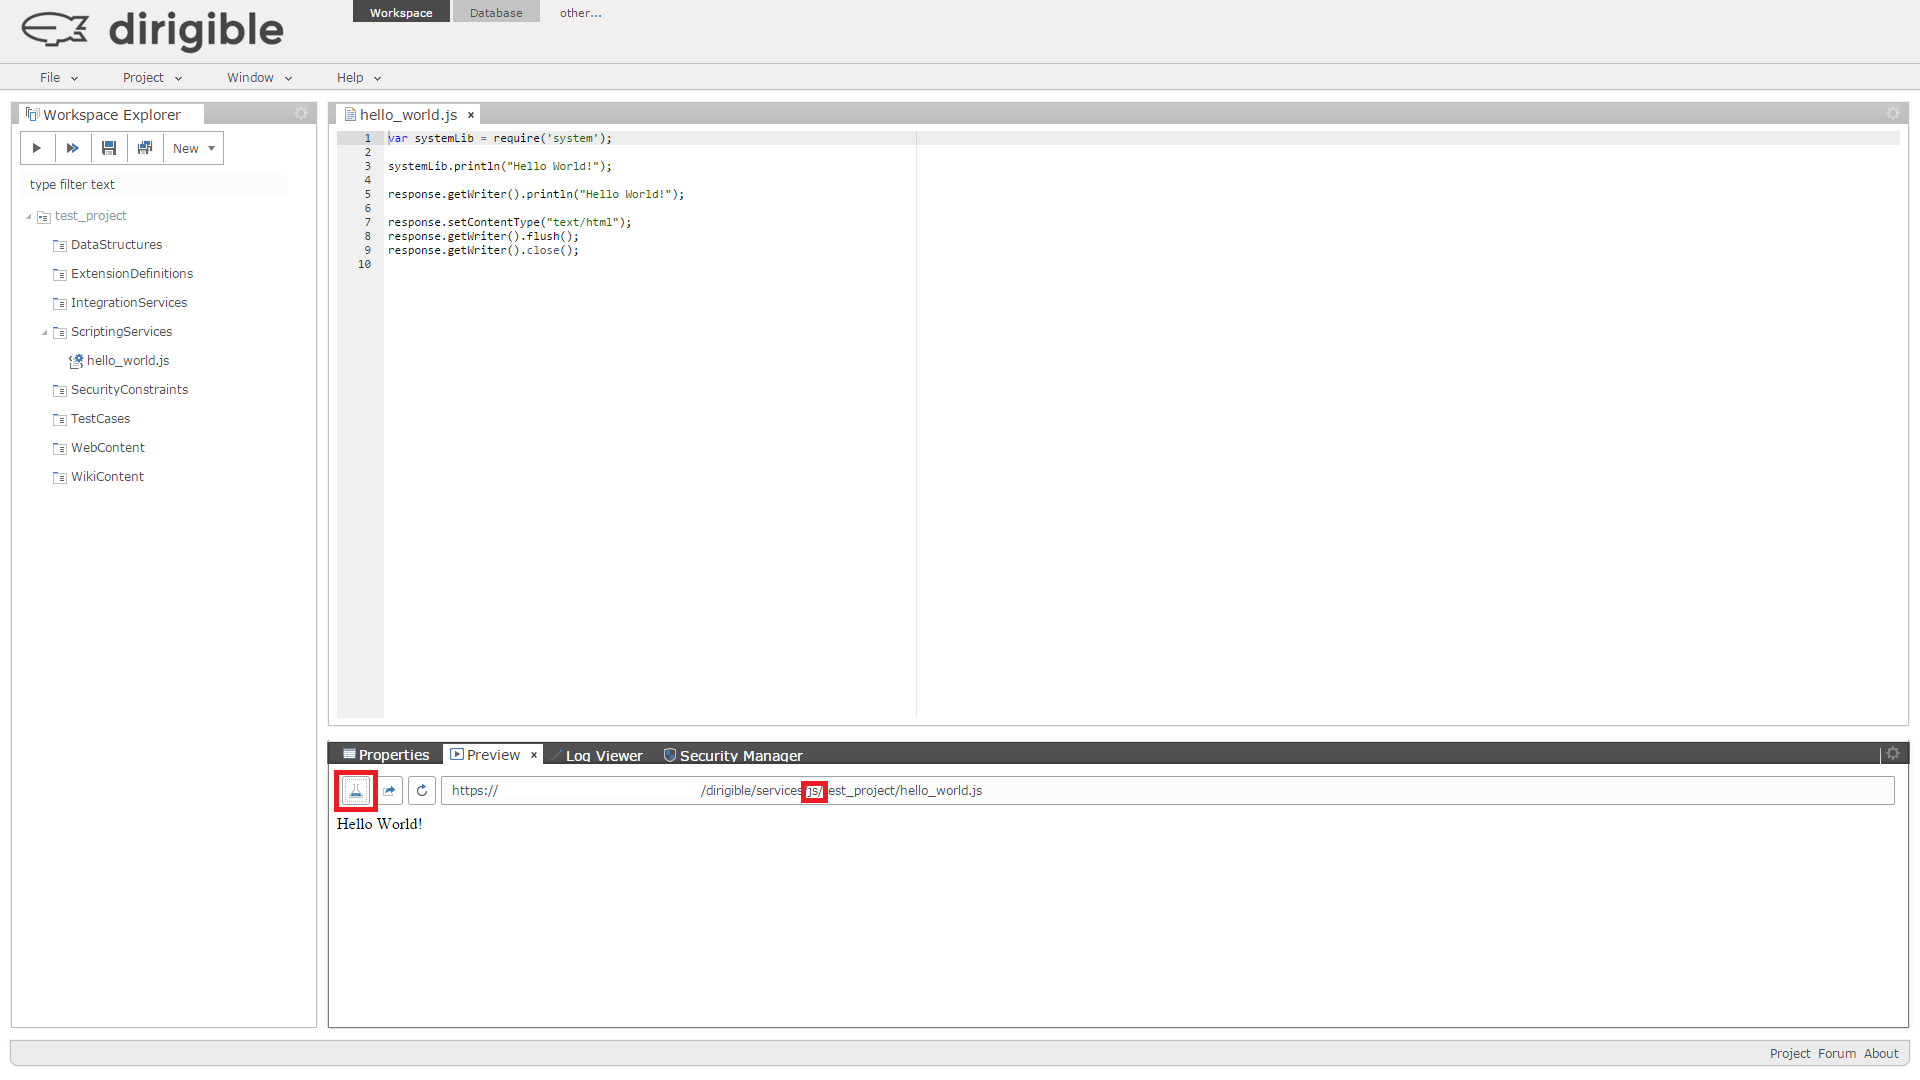 dirigible
Workspace
Database
other...
File
Project
Window
Help
Workspace Explorer
New
type filter text
test_project
DataStructures
ExtensionDefinitions
IntegrationServices
ScriptingServices
hello_world.js
SecurityConstraints
TestCases
WebContent
WikiContent
hello_world.js ×
1 var systemLib = require('system');
2
3 systemLib.println("Hello World!");
4
5 response.getWriter().println("Hello World!");
6
7 response.setContentType("text/html");
8 response.getWriter().flush();
9 response.getWriter().close();
10
Properties
Preview ×
Log Viewer
Security Manager
https:// /dirigible/services/js/test_project/hello_world.js
Hello World!
Project Forum About